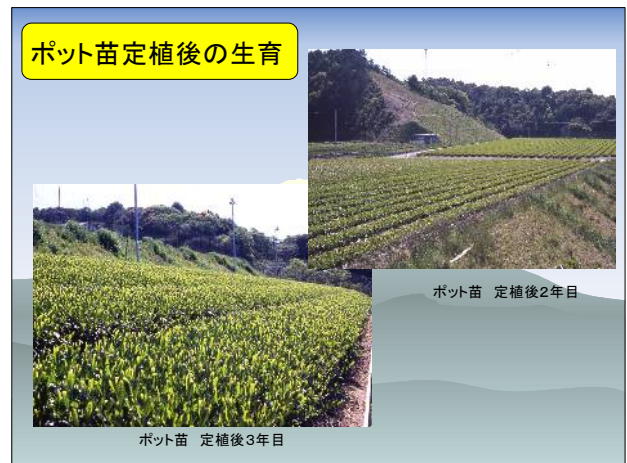 ポット苗定植後の生育
ポット苗　定植後2年目
ポット苗　定植後3年目